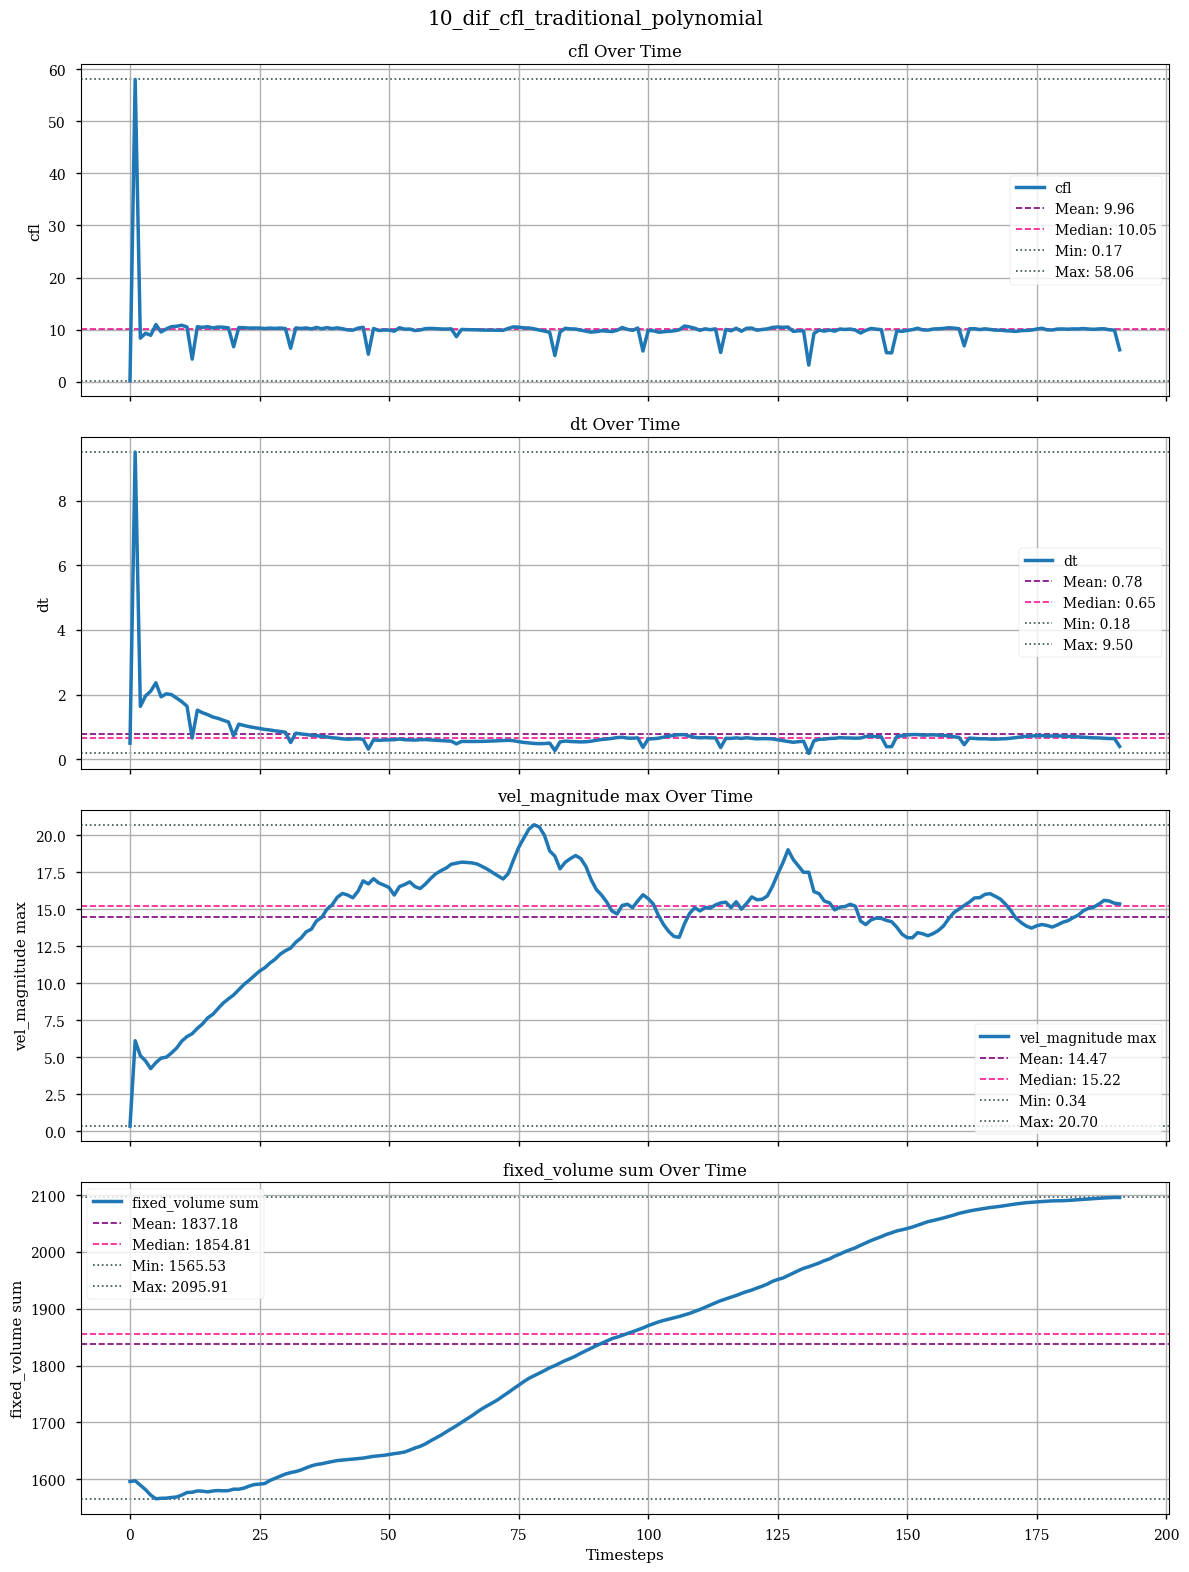 10_dif_cfl_traditional_polynomial
cfl Over Time
60
50
40
30
20
10
0
cfl
cfl
Mean: 9.96
Median: 10.05
Min: 0.17
Max: 58.06
dt Over Time
8
6
4
2
0
dt
dt
Mean: 0.78
Median: 0.65
Min: 0.18
Max: 9.50
vel_magnitude max Over Time
20.0
17.5
15.0
12.5
10.0
7.5
5.0
2.5
0.0
vel_magnitude max
vel_magnitude max
Mean: 14.47
Median: 15.22
Min: 0.34
Max: 20.70
fixed_volume sum Over Time
2100
2000
1900
1800
1700
1600
fixed_volume sum
fixed_volume sum
Mean: 1837.18
Median: 1854.81
Min: 1565.53
Max: 2095.91
0 25 50 75 100 125 150 175 200
Timesteps